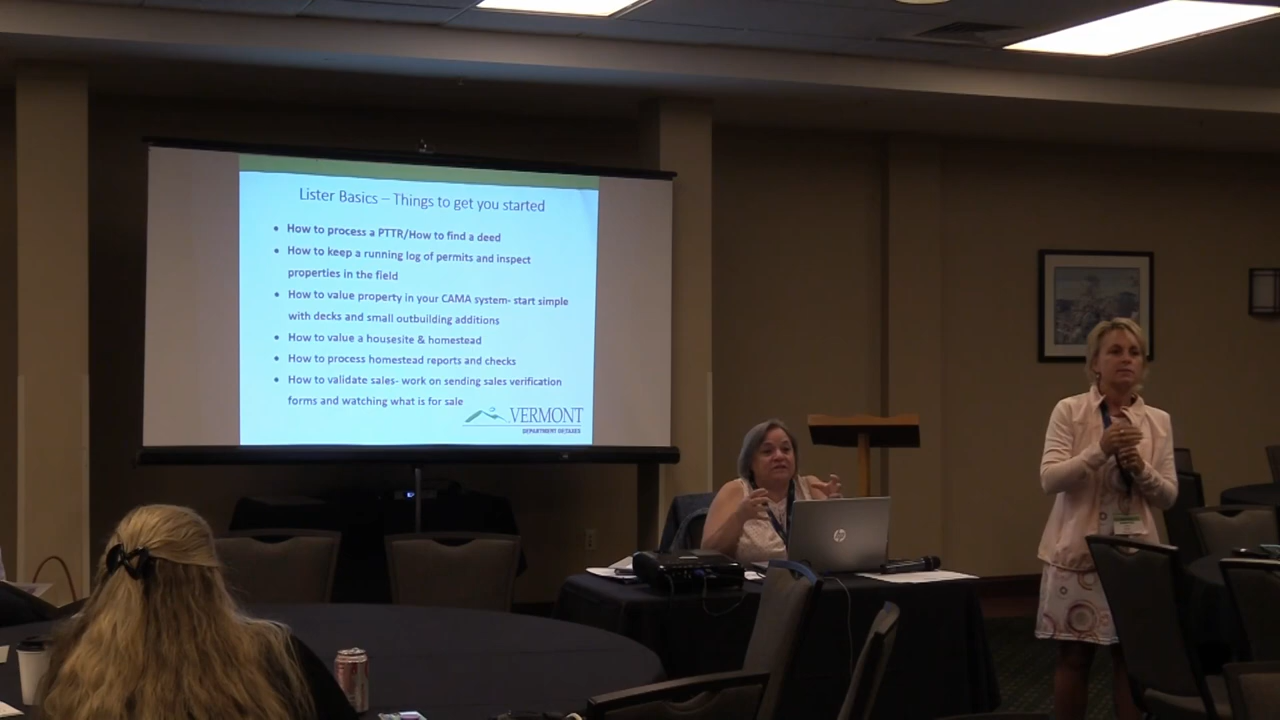 Lister Basics – Things to get you started
• How to process a PTTR/How to find a deed
• How to keep a running log of permits and inspect
properties in the field
• How to value property in your CAMA system- start simple
with decks and small outbuilding additions
• How to value a housesite & homestead
• How to process homestead reports and checks
• How to validate sales- work on sending sales verification
forms and watching what is for sale
VERMONT
DEPARTMENT OF TAXES
hp